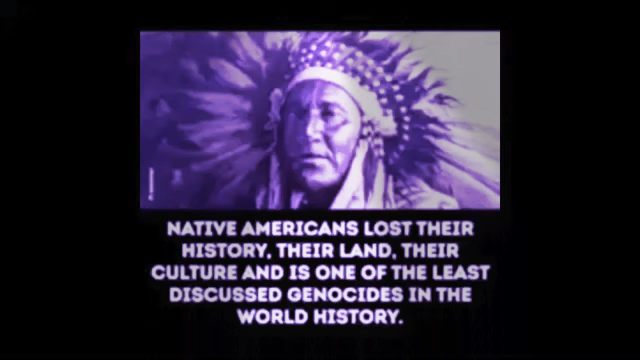 NATIVE AMERICANS LOST THEIR
HISTORY, THEIR LAND, THEIR
CULTURE AND IS ONE OF THE LEAST
DISCUSSED GENOCIDES IN THE
WORLD HISTORY.